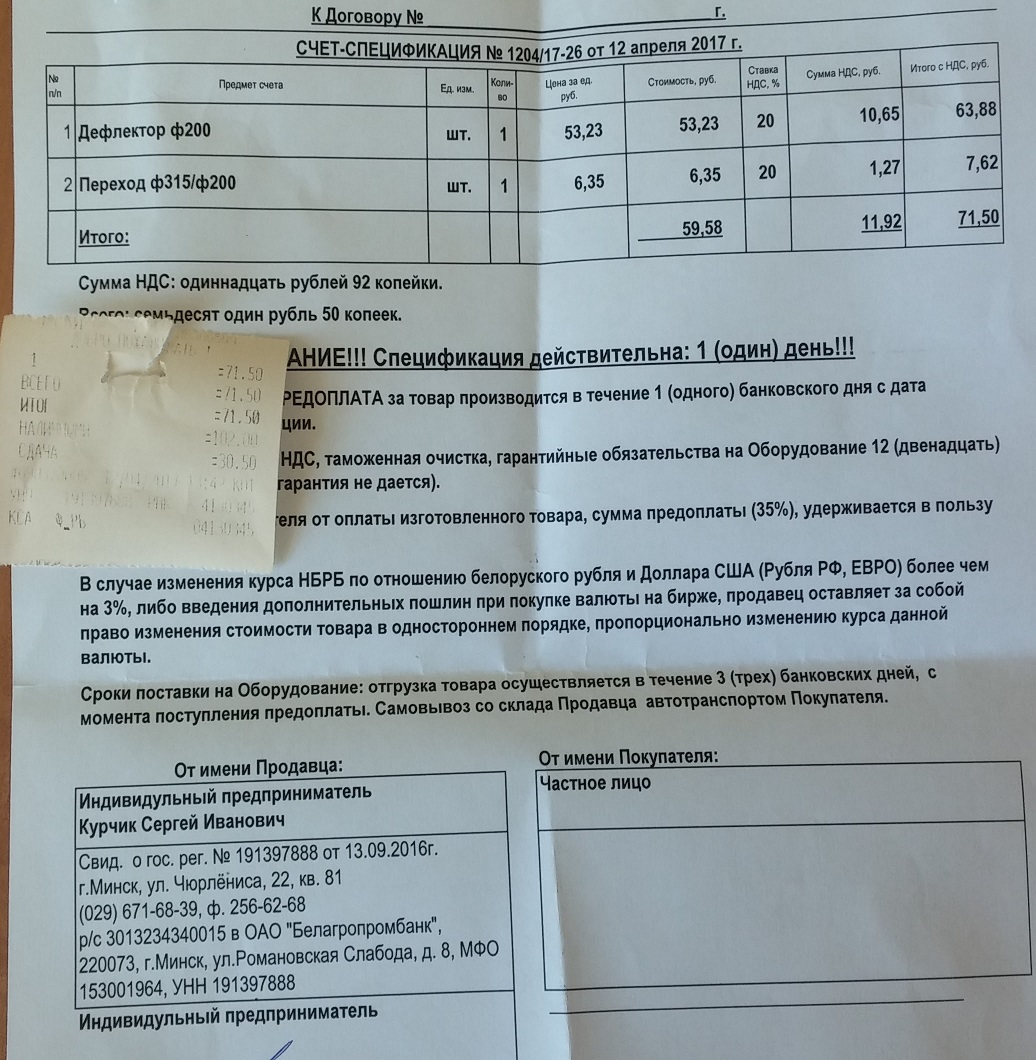 К Договору № г.
СЧЕТ-СПЕЦИФИКАЦИЯ № 1204/17-26 от 12 апреля 2017 г.
№ п/п Предмет счета Ед. изм. Коли-во Цена за ед. руб. Стоимость, руб. Ставка НДС, % Сумма НДС, руб. Итого с НДС, руб.
1 Дефлектор ф200 шт. 1 53,23 53,23 20 10,65 63,88
2 Переход ф315/ф200 шт. 1 6,35 6,35 20 1,27 7,62
Итого: 59,58 11,92 71,50
Сумма НДС: одиннадцать рублей 92 копейки.
Всего: семьдесят один рубль 50 копеек.
АНИЕ!!! Спецификация действительна: 1 (один) день!!!
РЕДОПЛАТА за товар производится в течение 1 (одного) банковского дня с дата
ции.
НДС, таможенная очистка, гарантийные обязательства на Оборудование 12 (двенадцать)
гарантия не дается).
теля от оплаты изготовленного товара, сумма предоплаты (35%), удерживается в пользу
1 =71.50
ВСЕГО =71.50
ИТОГ =71.50
НАЛИЧНЫМИ =102.00
СДАЧА =30.50
КСА
В случае изменения курса НБРБ по отношению белорусского рубля и Доллара США (Рубля РФ, ЕВРО) более чем
на 3%, либо введения дополнительных пошлин при покупке валюты на бирже, продавец оставляет за собой
право изменения стоимости товара в одностороннем порядке, пропорционально изменению курса данной
валюты.
Сроки поставки на Оборудование: отгрузка товара осуществляется в течение 3 (трех) банковских дней, с
момента поступления предоплаты. Самовывоз со склада Продавца автотранспортом Покупателя.
От имени Продавца:
Индивидульный предприниматель
Курчик Сергей Иванович
Свид. о гос. рег. № 191397888 от 13.09.2016г.
г.Минск, ул. Чюрлёниса, 22, кв. 81
(029) 671-68-39, ф. 256-62-68
р/с 3013234340015 в ОАО "Белагропромбанк",
220073, г.Минск, ул.Романовская Слабода, д. 8, МФО
153001964, УНН 191397888
Индивидульный предприниматель
От имени Покупателя:
Частное лицо